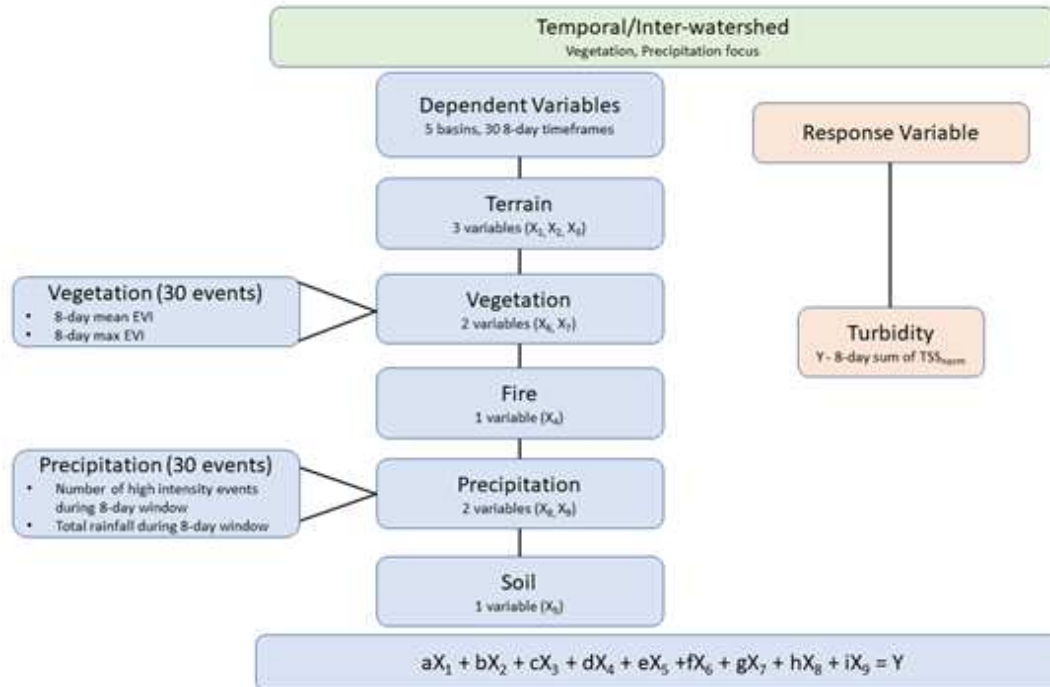 Temporal/Inter-watershed
Vegetation, Precipitation focus
Dependent Variables
5 basins, 30 8-day timeframes
Response Variable
Terrain
3 variables (X₁, X₂, X₃)
Vegetation (30 events)
• 8-day mean EVI
• 8-day max EVI
Vegetation
2 variables (X₆, X₇)
Turbidity
Y - 8-day sum of TSSₙₒᵣₘ
Fire
1 variable (X₄)
Precipitation (30 events)
• Number of high intensity events
during 8-day window
• Total rainfall during 8-day window
Precipitation
2 variables (X₈, X₉)
Soil
1 variable (X₅)
aX₁ + bX₂ + cX₃ + dX₄ + eX₅ +fX₆ + gX₇ + hX₈ + iX₉ = Y